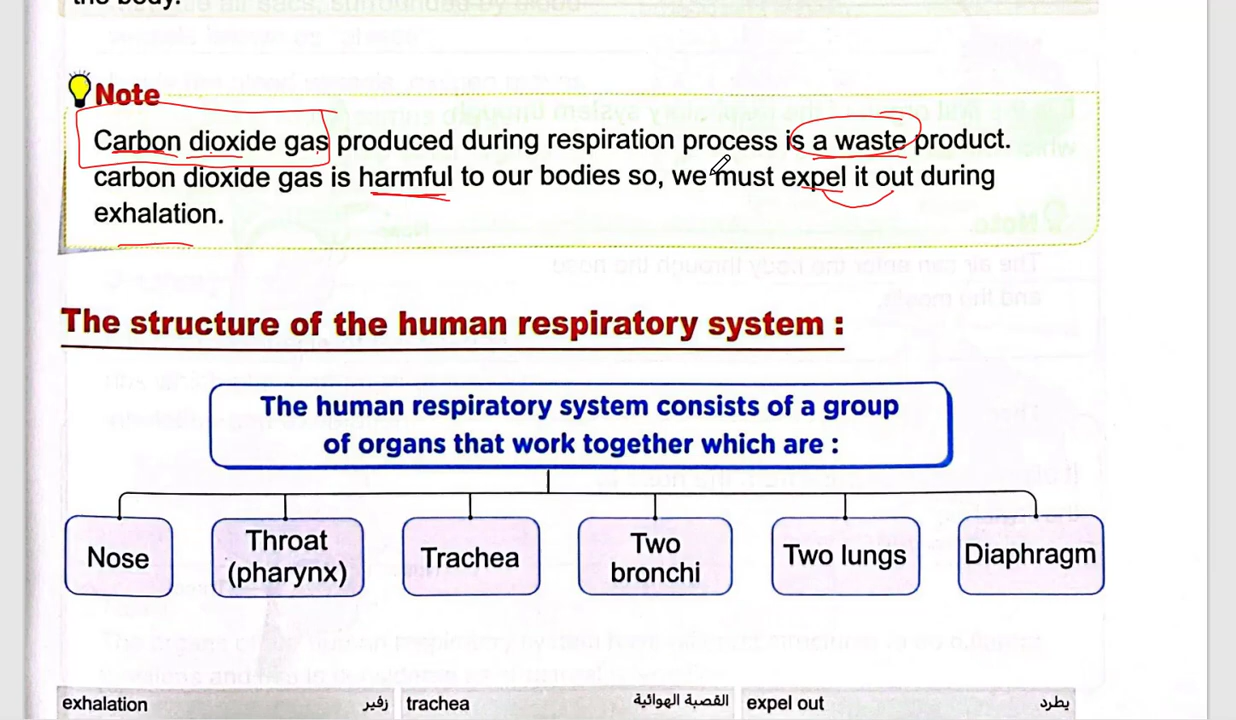 the body.
Note
Carbon dioxide gas produced during respiration process is a waste product.
carbon dioxide gas is harmful to our bodies so, we must expel it out during
exhalation.
The structure of the human respiratory system :
The human respiratory system consists of a group
of organs that work together which are :
Nose
Throat
(pharynx)
Trachea
Two
bronchi
Two lungs
Diaphragm
exhalation زفير trachea القصبة الهوائية expel out يطرد